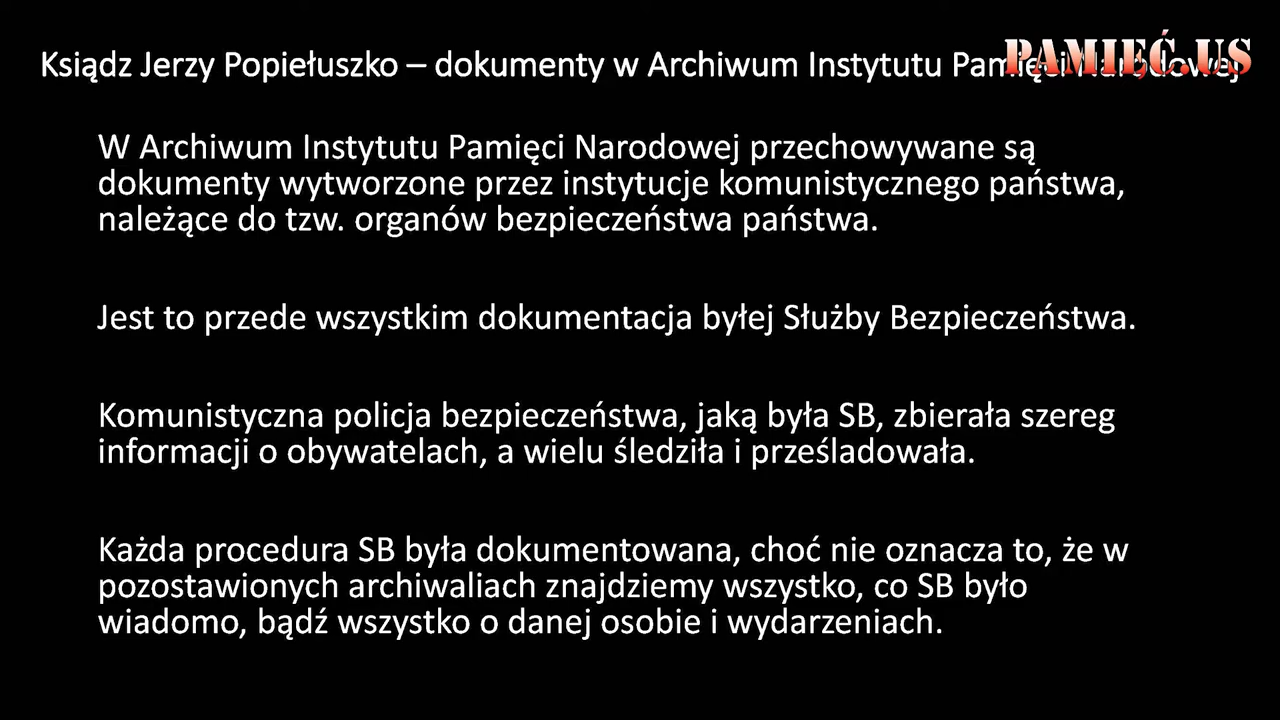 Ksiądz Jerzy Popiełuszko – dokumenty w Archiwum Instytutu Pamięci Narodowej
PAMIĘĆ.US
W Archiwum Instytutu Pamięci Narodowej przechowywane są
dokumenty wytworzone przez instytucje komunistycznego państwa,
należące do tzw. organów bezpieczeństwa państwa.
Jest to przede wszystkim dokumentacja byłej Służby Bezpieczeństwa.
Komunistyczna policja bezpieczeństwa, jaką była SB, zbierała szereg
informacji o obywatelach, a wielu śledziła i prześladowała.
Każda procedura SB była dokumentowana, choć nie oznacza to, że w
pozostawionych archiwaliach znajdziemy wszystko, co SB było
wiadomo, bądź wszystko o danej osobie i wydarzeniach.